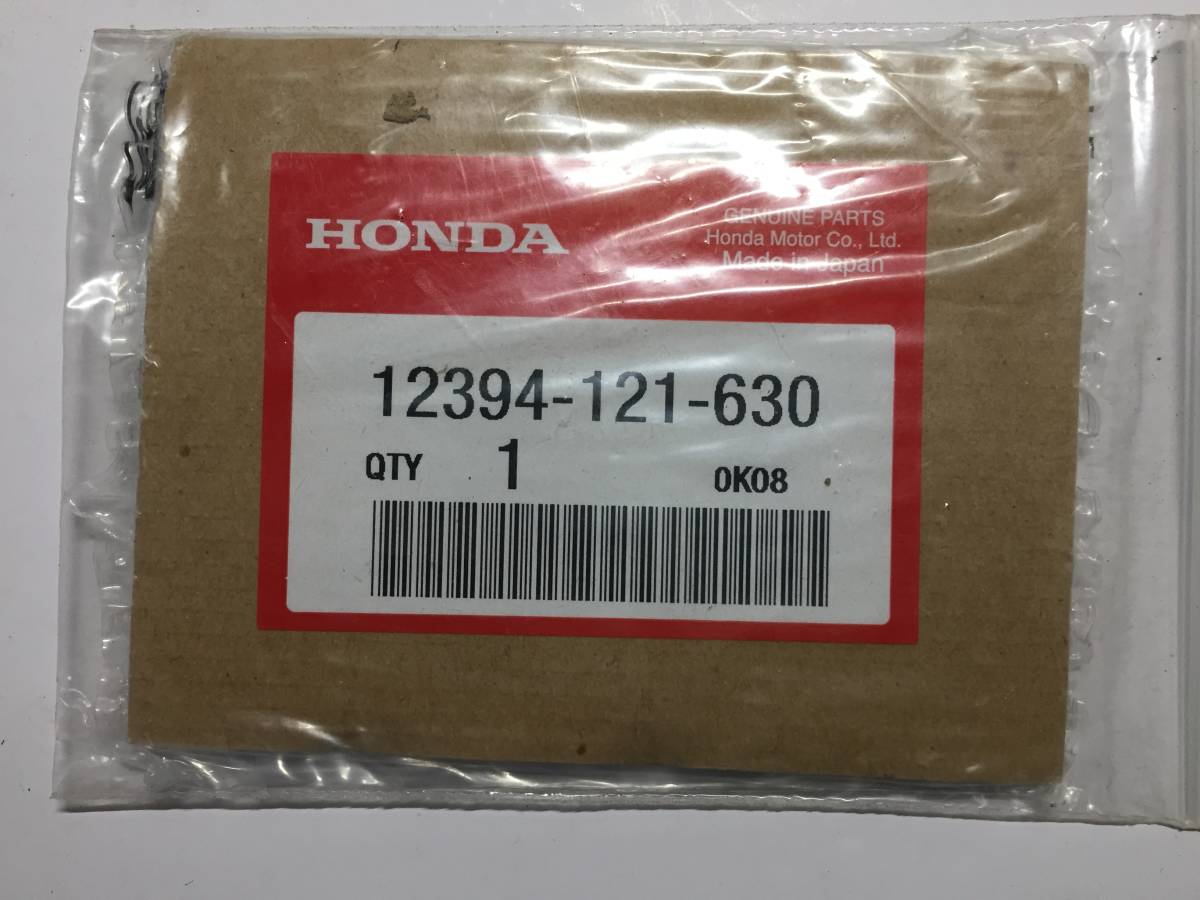 HONDA
GENUINE PARTS
Honda Motor Co., Ltd.
Made in Japan
12394-121-630
QTY 1 0K08